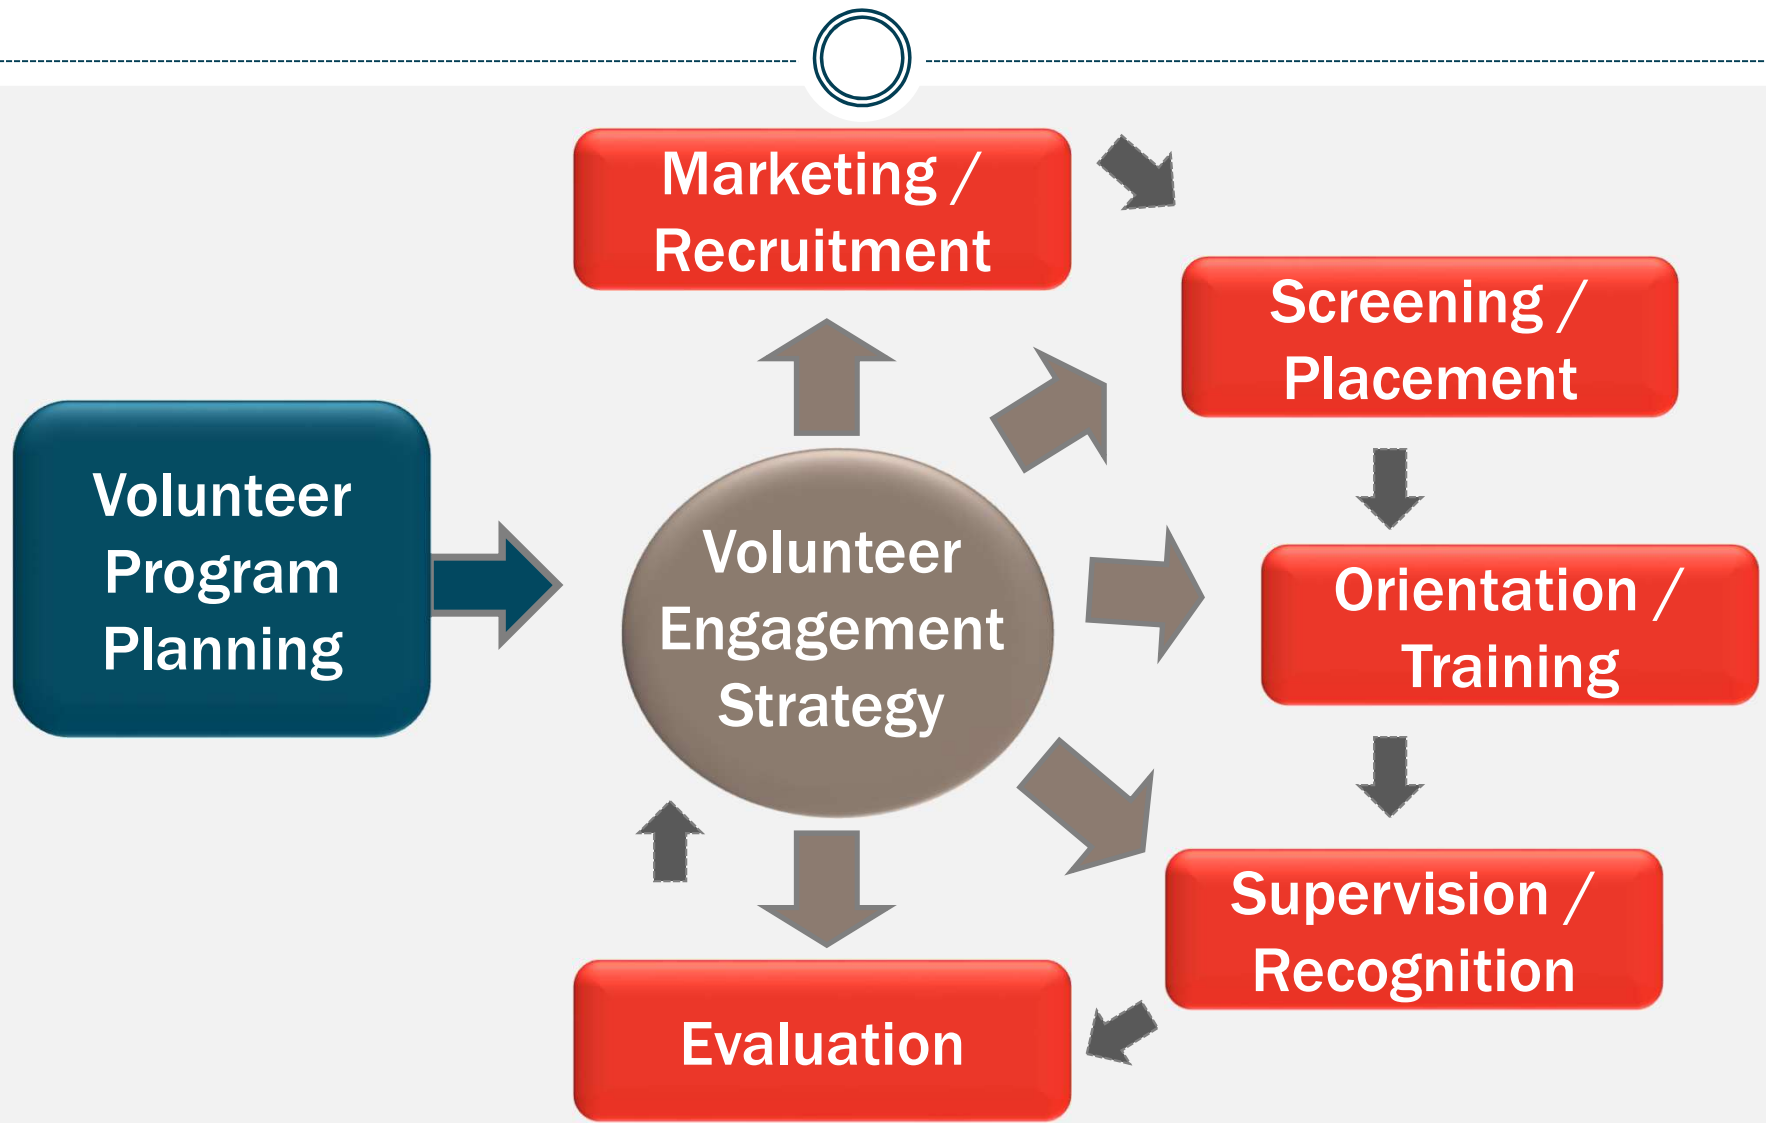 Marketing /
Recruitment
Screening /
Placement
Volunteer
Program
Planning
Volunteer
Engagement
Strategy
Orientation /
Training
Supervision /
Recognition
Evaluation